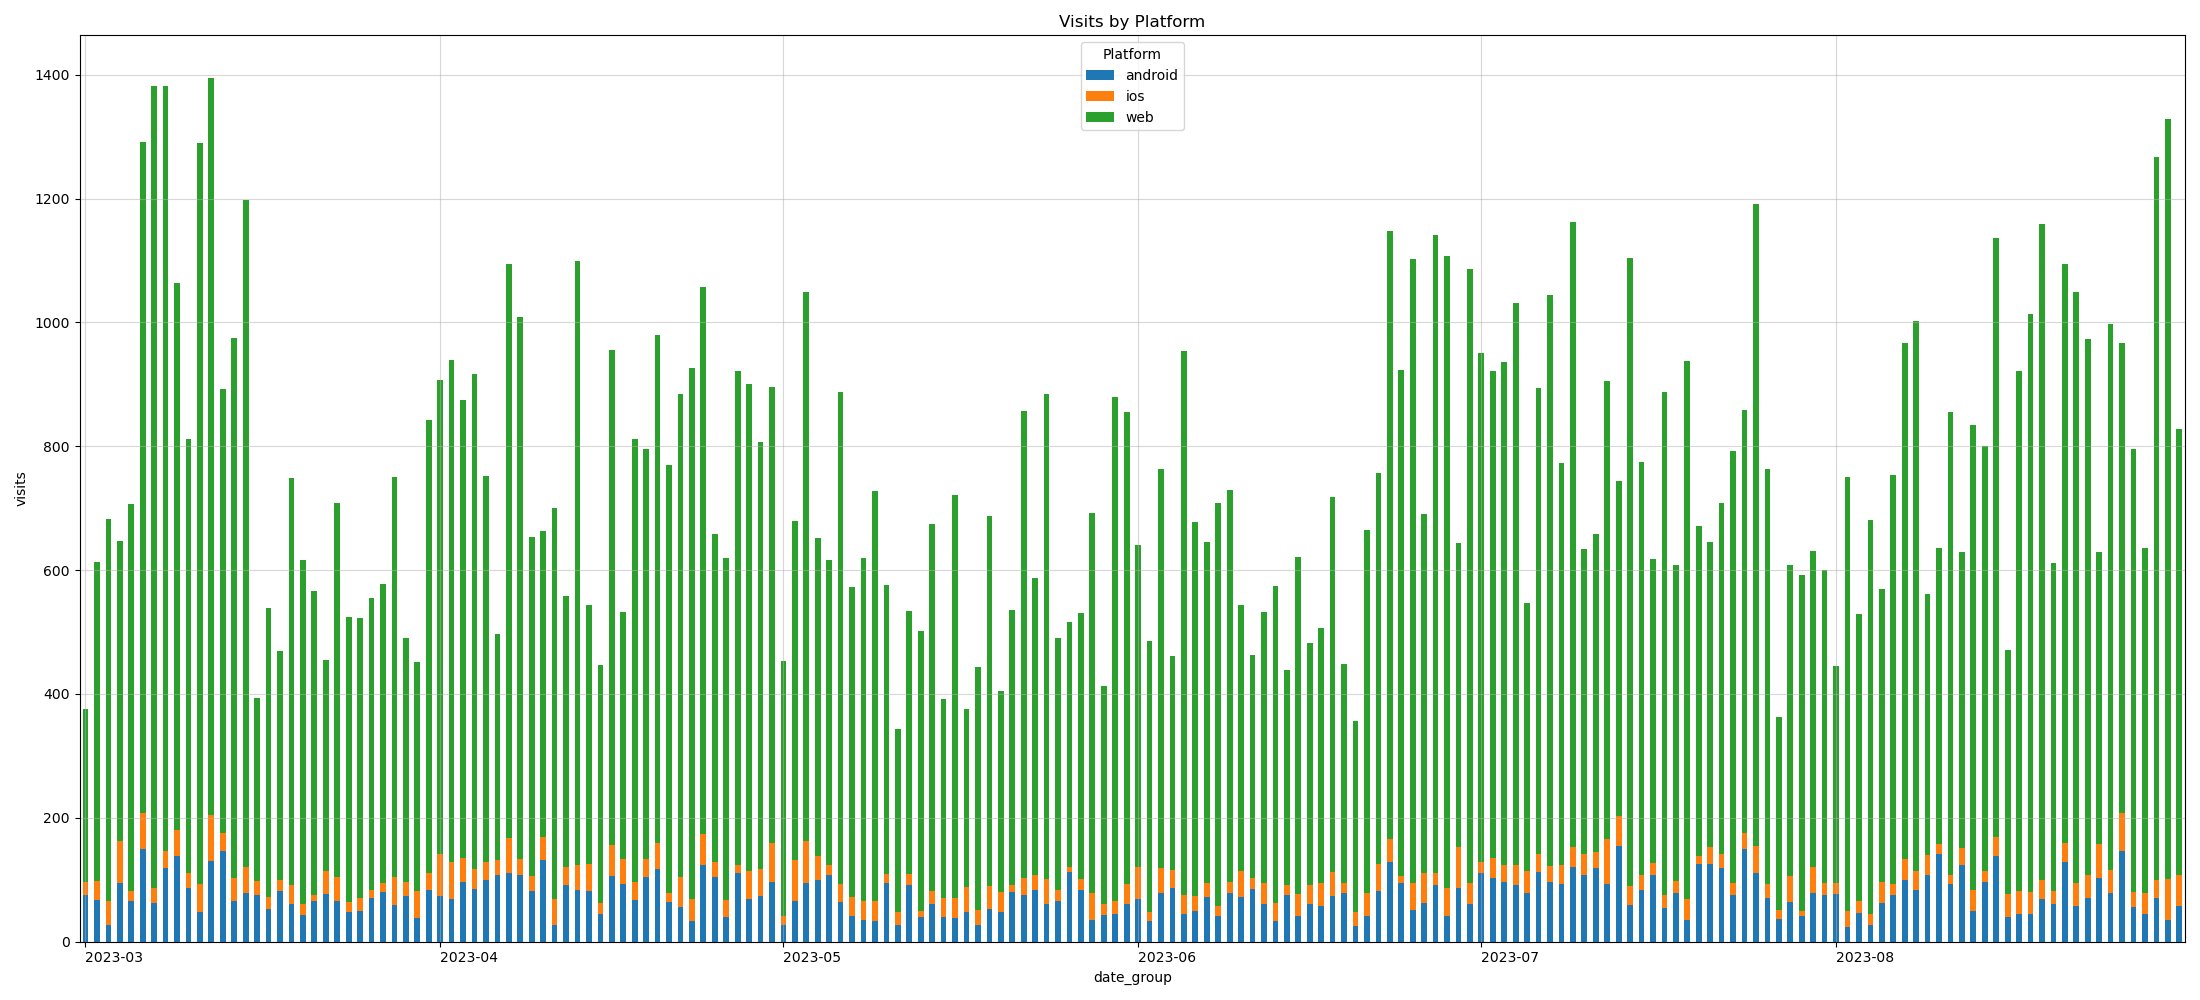 Visits by Platform
Platform
android
ios
web
1400
1200
1000
800
600
400
200
0
visits
2023-03
2023-04
2023-05
2023-06
2023-07
2023-08
date_group